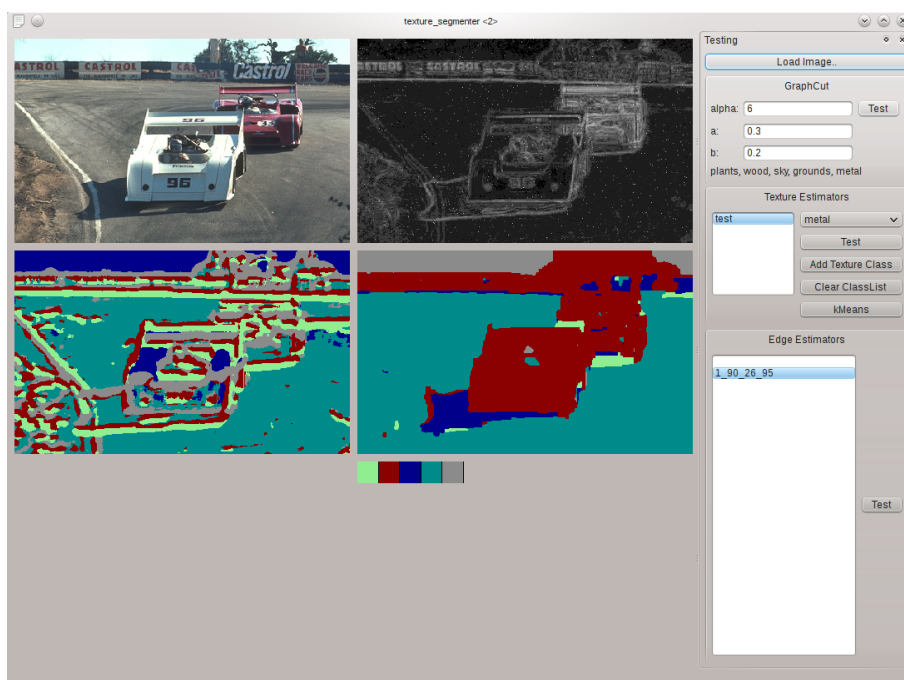 texture_segmenter <2>
Testing
Load Image..
GraphCut
alpha: 6 Test
a: 0.3
b: 0.2
plants, wood, sky, grounds, metal
Texture Estimators
test metal
Test
Add Texture Class
Clear ClassList
kMeans
Edge Estimators
1_90_26_95
Test
ASTROL CASTROL Castrol
96
96
CASTROL
96